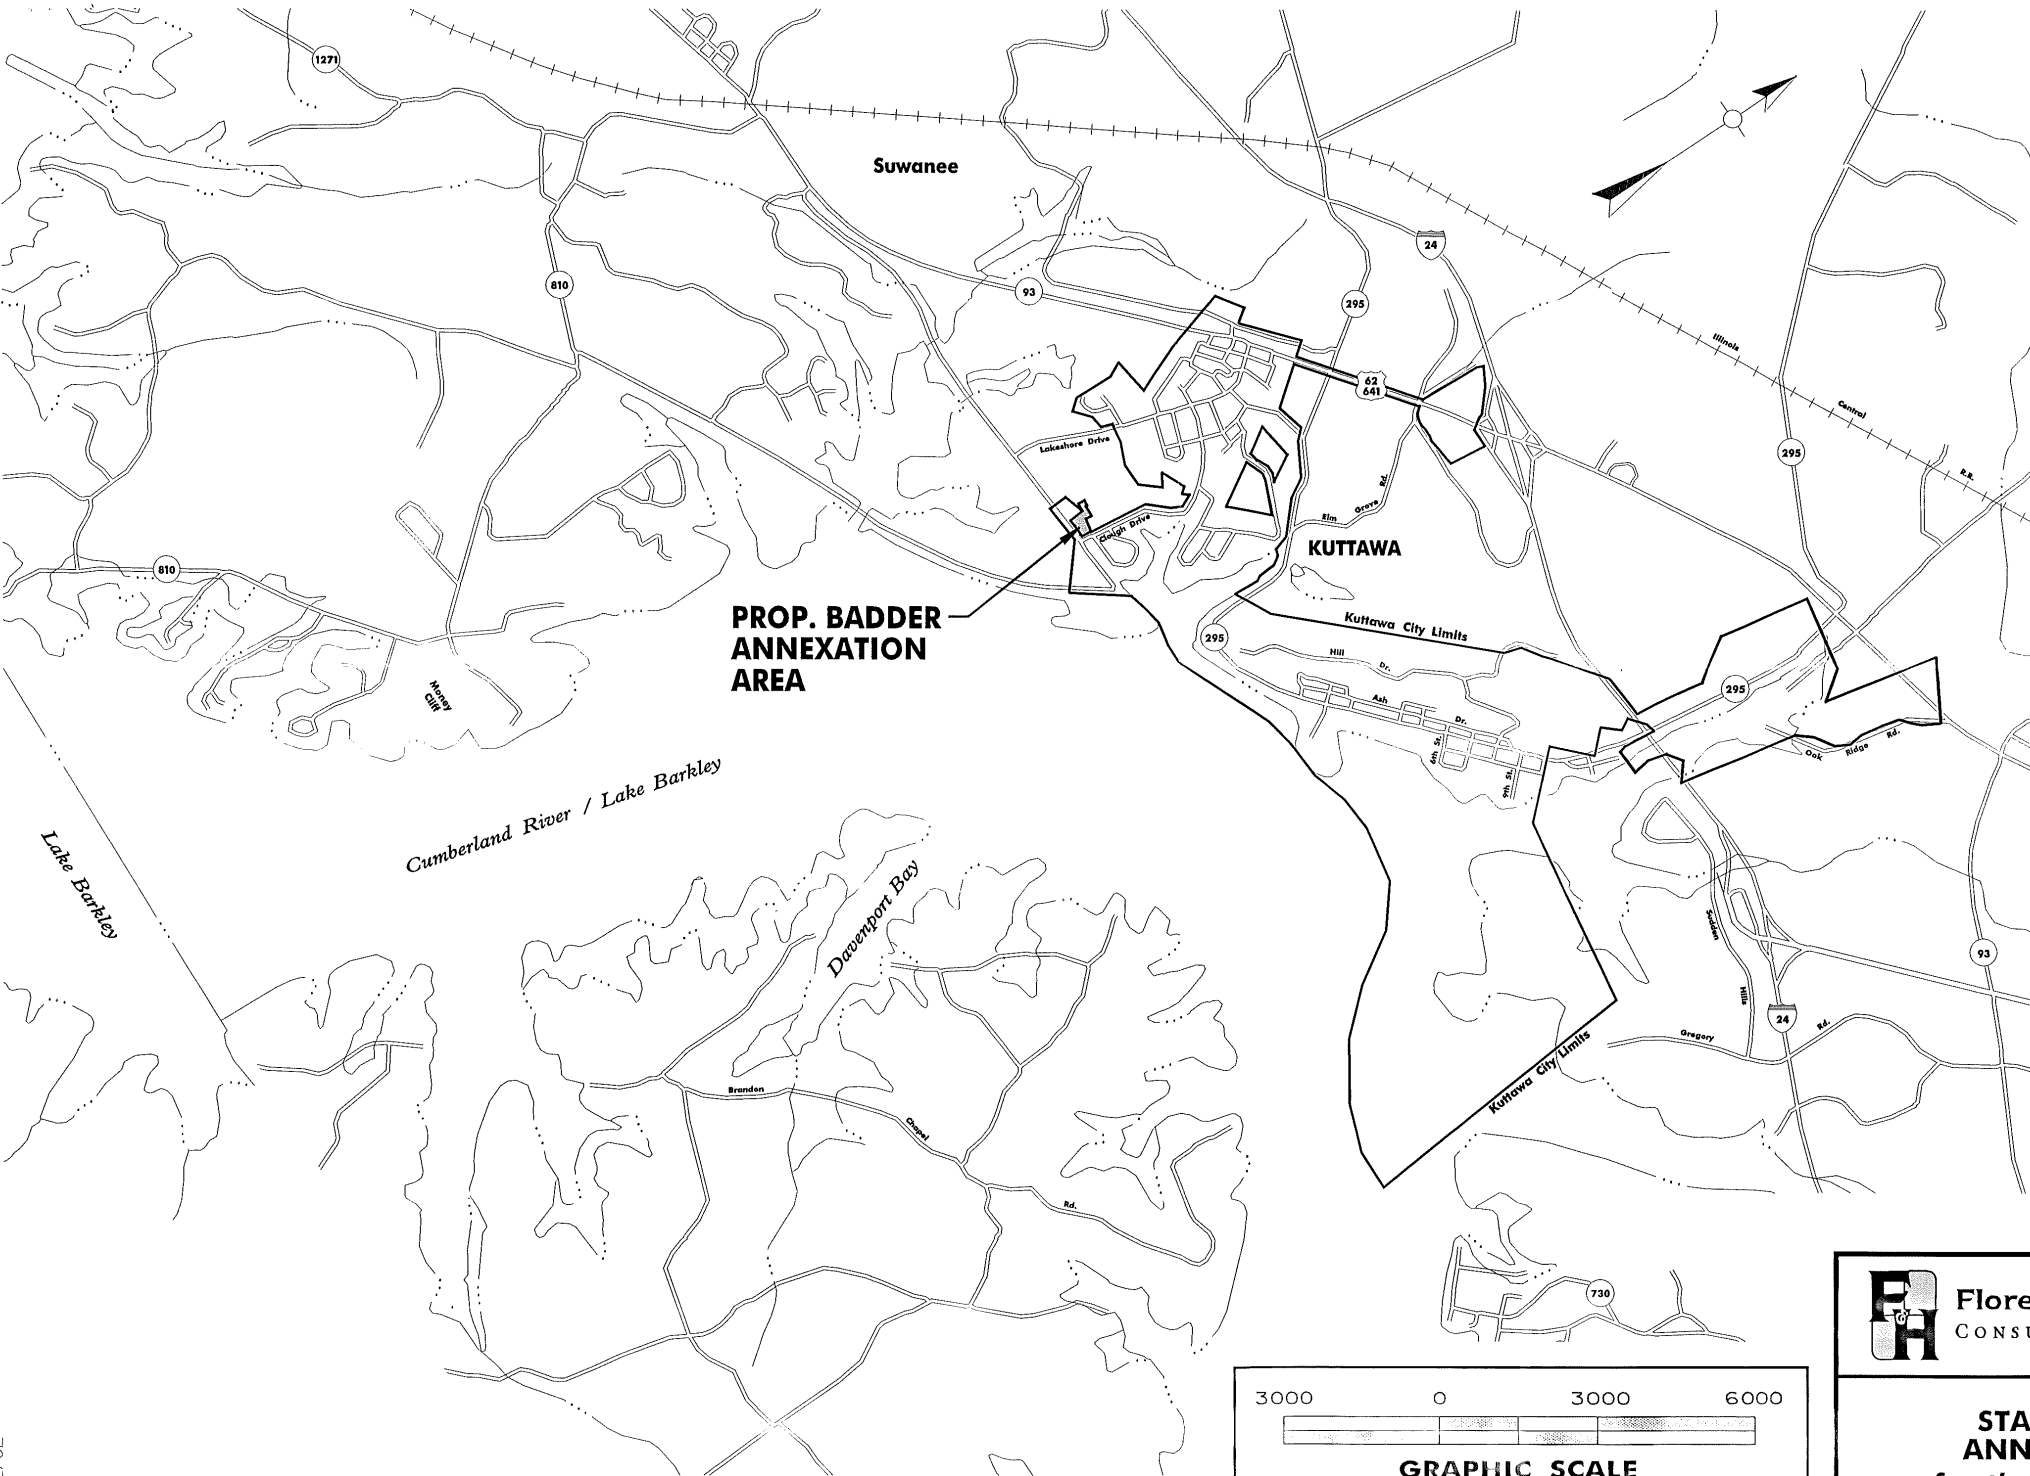 1271
Suwanee
24
810
93
295
Illinois
62
641
Central
Lakeshore Drive
295
R.R.
Elm Grove Rd.
Clough Drive
KUTTAWA
810
PROP. BADDER
ANNEXATION
AREA
Kuttawa City Limits
295
Hill Dr.
Money
Cliff
Ash Dr.
295
6th St.
9th St.
Oak Ridge Rd.
Cumberland River / Lake Barkley
Lake Barkley
Davenport Bay
Sudden Hills
93
24
Gregory Rd.
Kuttawa City Limits
Brandon Chapel Rd.
730
F&H
Flore
CONSU
3000 0 3000 6000
GRAPHIC SCALE
STA
ANN